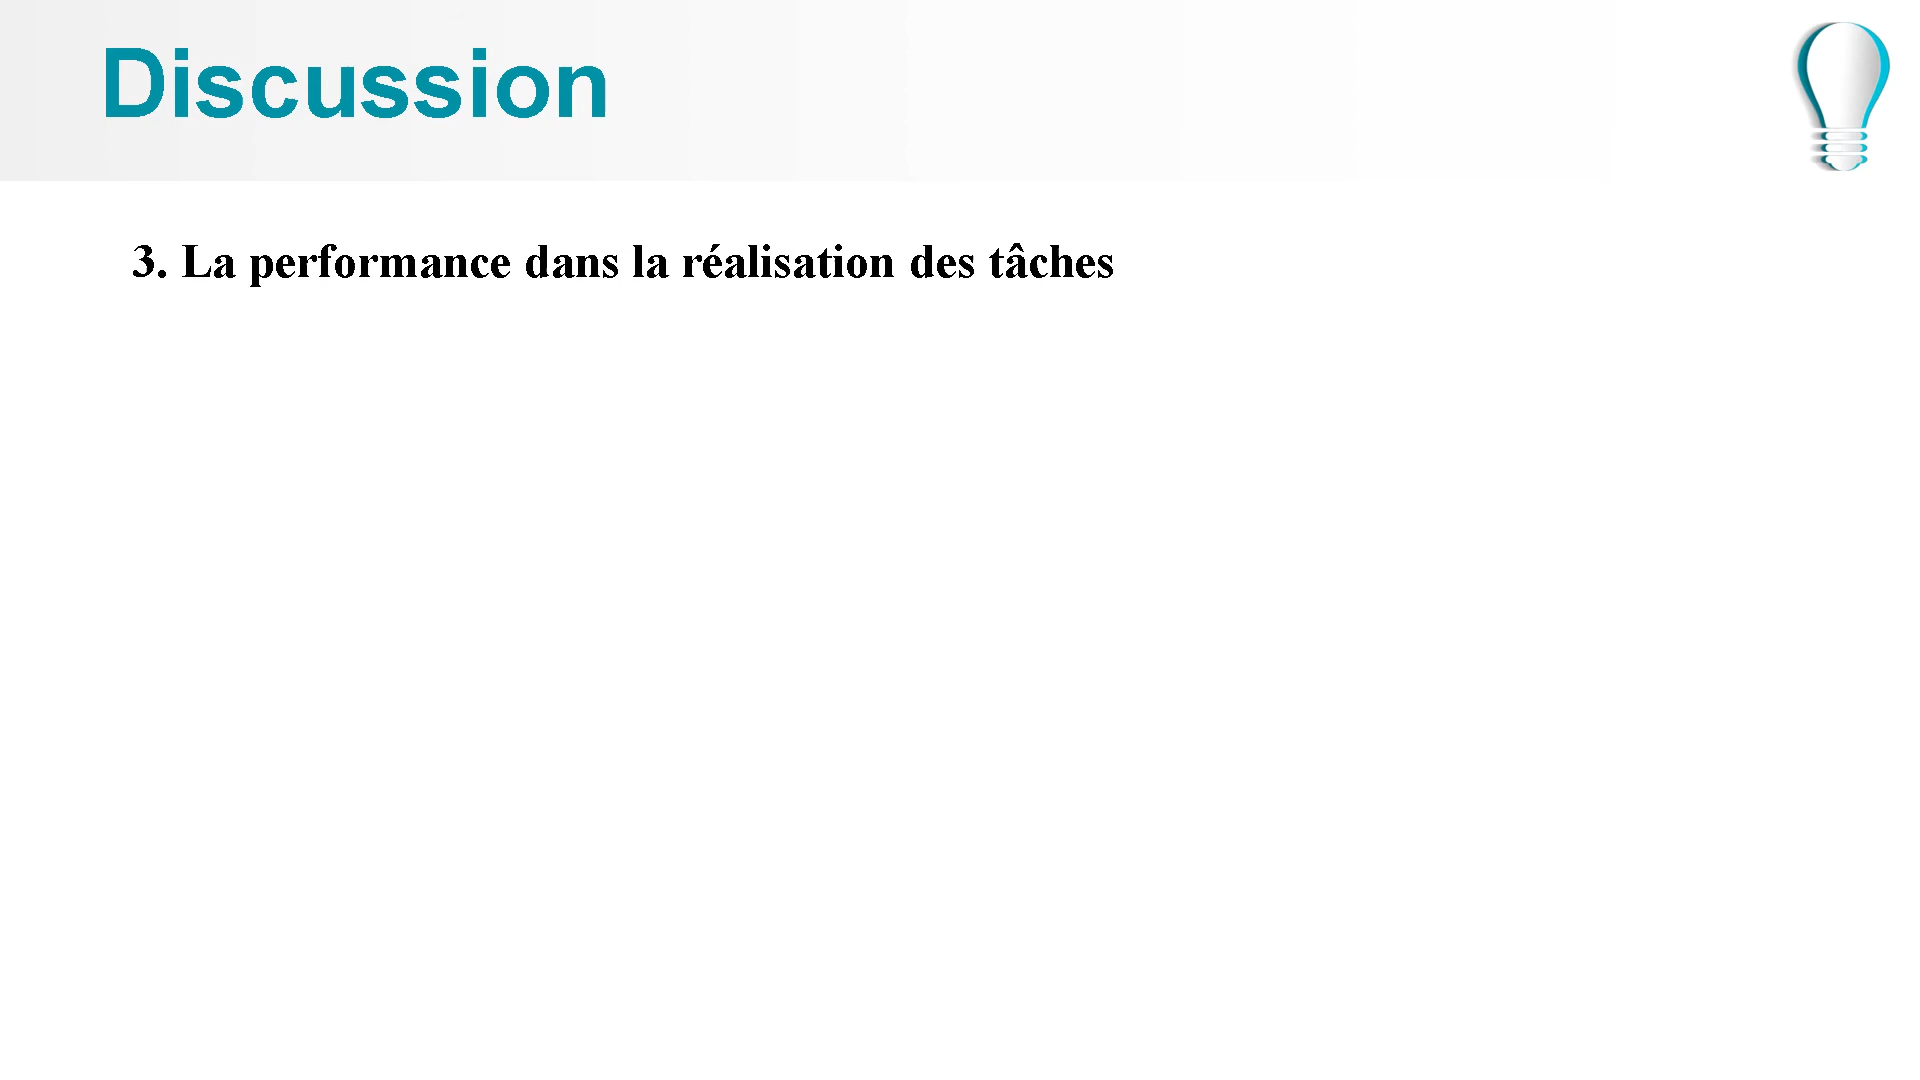 Discussion
3. La performance dans la réalisation des tâches